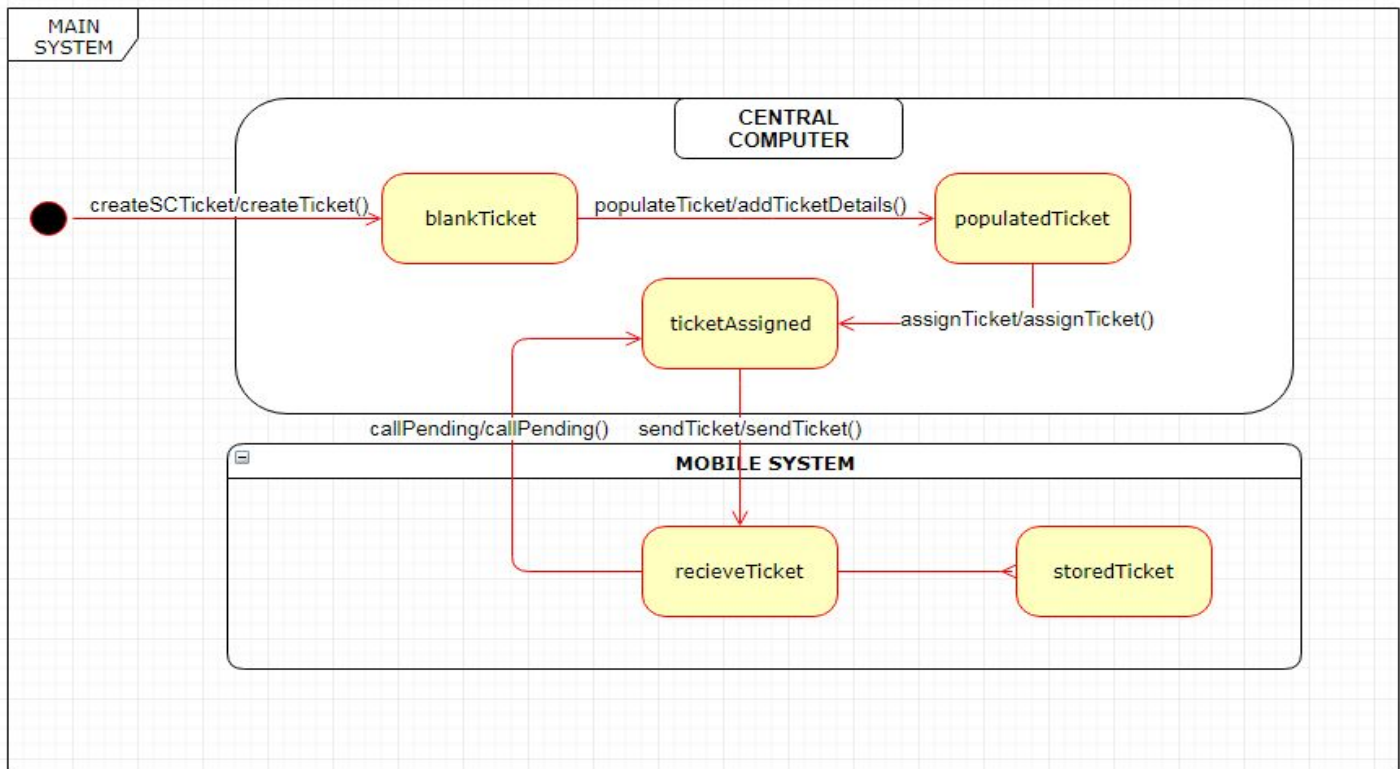 MAIN
SYSTEM
CENTRAL
COMPUTER
createSCTicket/createTicket()
blankTicket
populateTicket/addTicketDetails()
populatedTicket
ticketAssigned
assignTicket/assignTicket()
callPending/callPending()
sendTicket/sendTicket()
MOBILE SYSTEM
recieveTicket
storedTicket